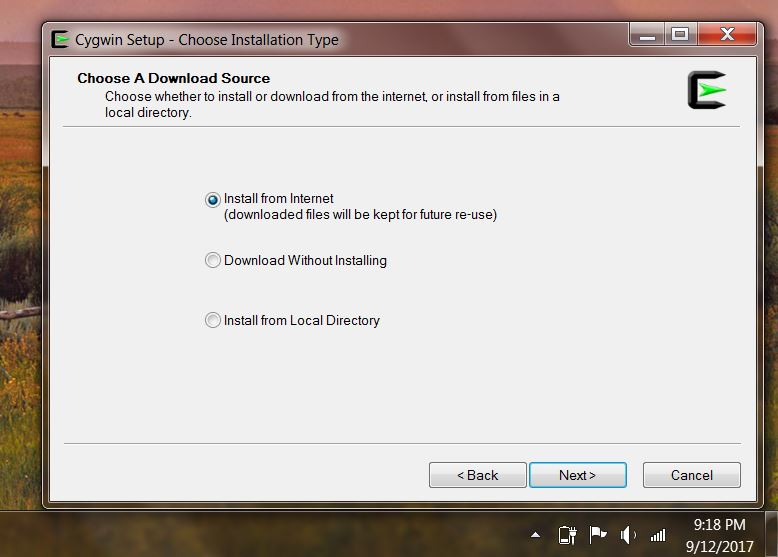 Cygwin Setup - Choose Installation Type
Choose A Download Source
Choose whether to install or download from the internet, or install from files in a
local directory.
Install from Internet
(downloaded files will be kept for future re-use)
Download Without Installing
Install from Local Directory
< Back
Next >
Cancel
9:18 PM
9/12/2017